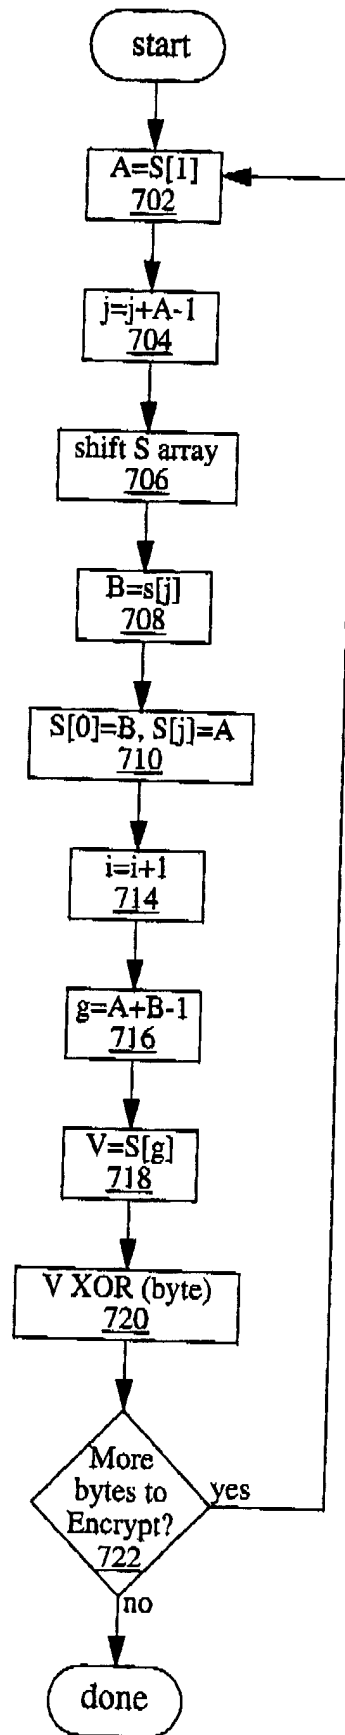 start
A=S[1]
702
j=j+A-1
704
shift S array
706
B=s[j]
708
S[0]=B, S[j]=A
710
i=i+1
714
g=A+B-1
716
V=S[g]
718
V XOR (byte)
720
More
bytes to
Encrypt?
722
yes
no
done